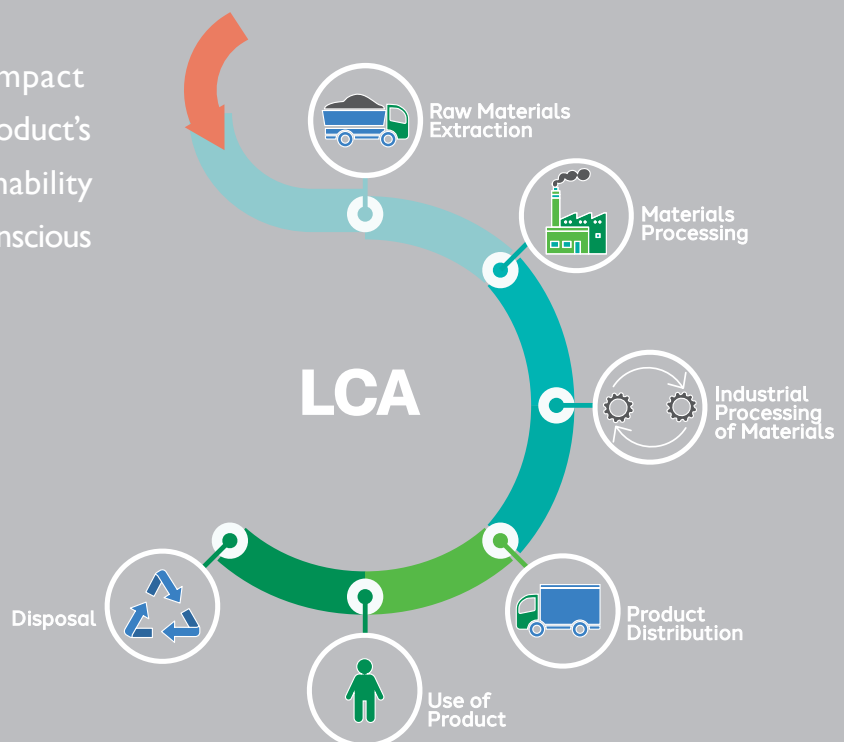 mpact
oduct's
nability
nscious
Raw Materials
Extraction
Materials
Processing
Industrial
Processing
of Materials
LCA
Product
Distribution
Use of
Product
Disposal